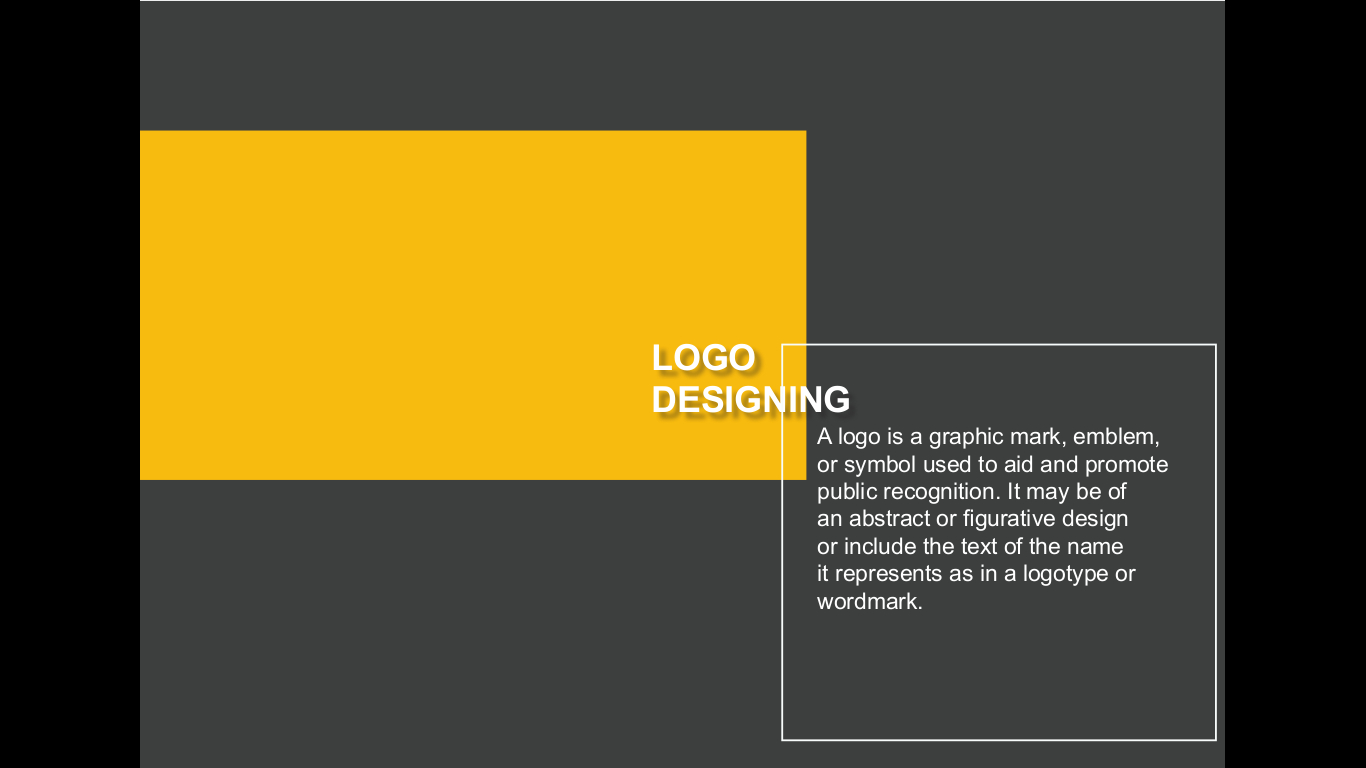 LOGO
DESIGNING
A logo is a graphic mark, emblem,
or symbol used to aid and promote
public recognition. It may be of
an abstract or figurative design
or include the text of the name
it represents as in a logotype or
wordmark.